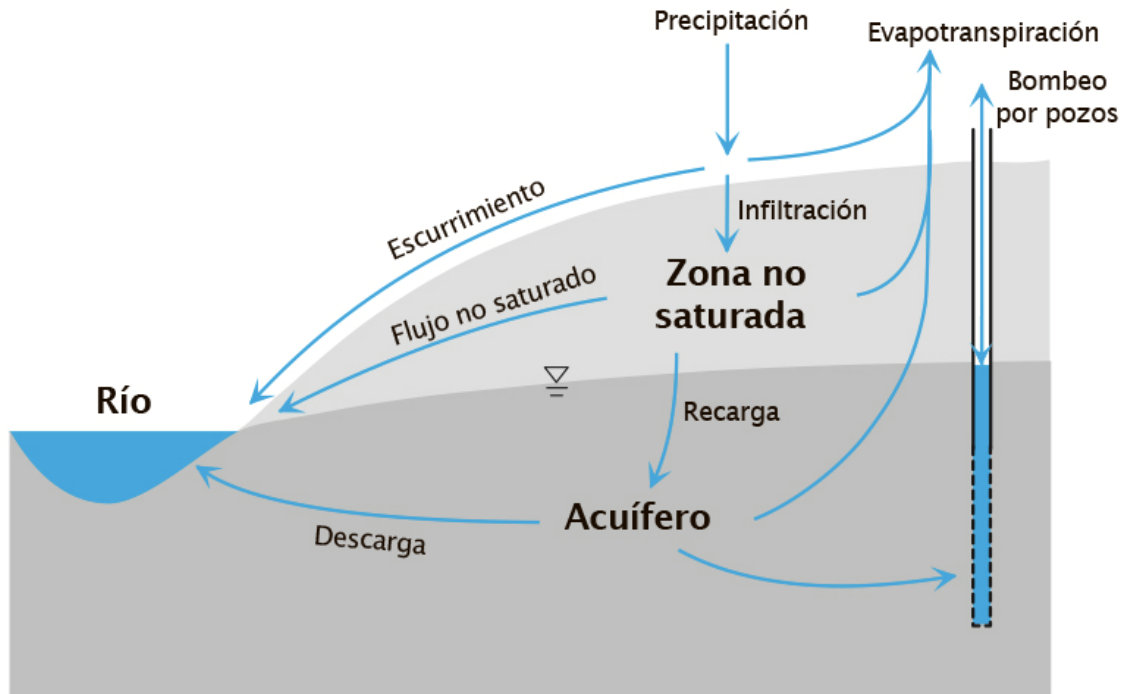 Precipitación
Evapotranspiración
Bombeo
por pozos
Escurrimiento
Infiltración
Zona no
saturada
Flujo no saturado
Río
Recarga
Acuífero
Descarga